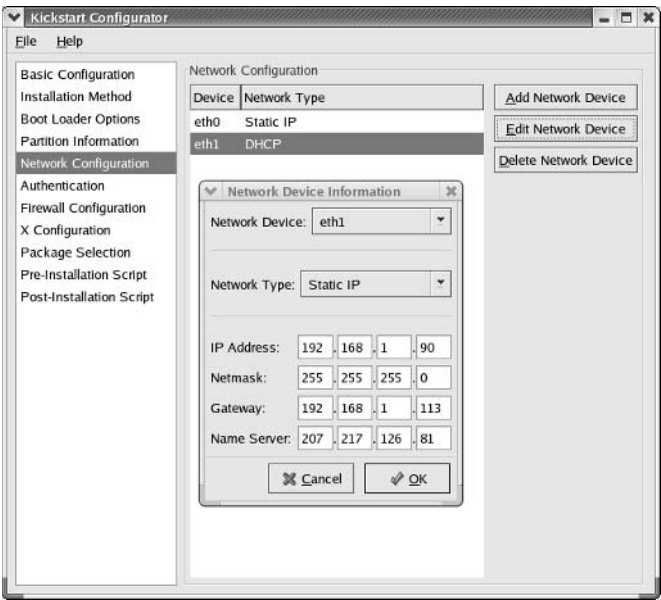 Kickstart Configurator
File Help
Basic Configuration
Installation Method
Boot Loader Options
Partition Information
Network Configuration
Authentication
Firewall Configuration
X Configuration
Package Selection
Pre-Installation Script
Post-Installation Script
Network Configuration
Device Network Type
eth0 Static IP
eth1 DHCP
Add Network Device
Edit Network Device
Delete Network Device
Network Device Information
Network Device: eth1
Network Type: Static IP
IP Address: 192 . 168 . 1 . 90
Netmask: 255 . 255 . 255 . 0
Gateway: 192 . 168 . 1 . 113
Name Server: 207 . 217 . 126 . 81
Cancel OK